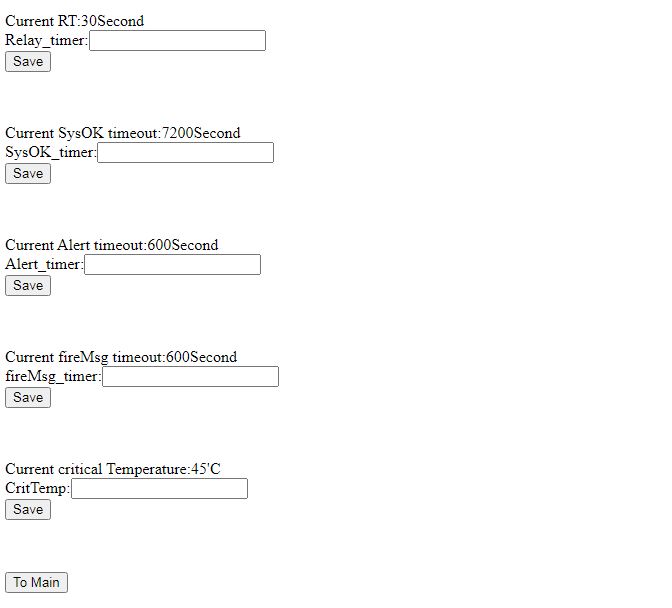 Current RT:30Second
Relay_timer:
Save
Current SysOK timeout:7200Second
SysOK_timer:
Save
Current Alert timeout:600Second
Alert_timer:
Save
Current fireMsg timeout:600Second
fireMsg_timer:
Save
Current critical Temperature:45'C
CritTemp:
Save
To Main